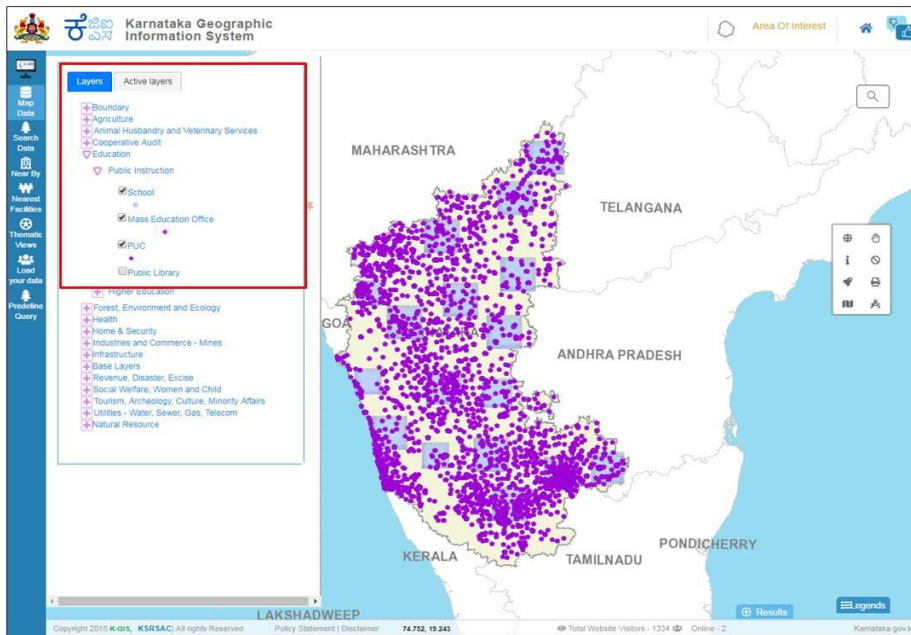 ಕೆ ಜಿಐ
ಎಸ್
Karnataka Geographic
Information System
Area Of Interest
Map
Data
Search
Data
Near By
Nearest
Facilities
Thematic
Views
Load
your data
Predefine
Query
Layers
Active layers
Boundary
Agriculture
Animal Husbandry and Veternary Services
Cooperative Audit
Education
Public Instruction
School
Mass Education Office
PUC
Public Library
Higher Education
Forest, Environment and Ecology
Health
Home & Security
Industries and Commerce - Mines
Infrastructure
Base Layers
Revenue, Disaster, Excise
Social Welfare, Women and Child
Tourism, Archeology, Culture, Minority Affairs
Utilities - Water, Sewer, Gas, Telecom
Natural Resource
MAHARASHTRA
TELANGANA
GOA
ANDHRA PRADESH
KERALA
TAMILNADU
PONDICHERRY
LAKSHADWEEP
Results
Legends
Copyright 2019 K-GIS, KSRSAC| All rights Reserved
Policy Statement | Disclaimer
74.752, 19.243
Total Website Visitors - 1334
Online - 2
Karnataka.gov.i